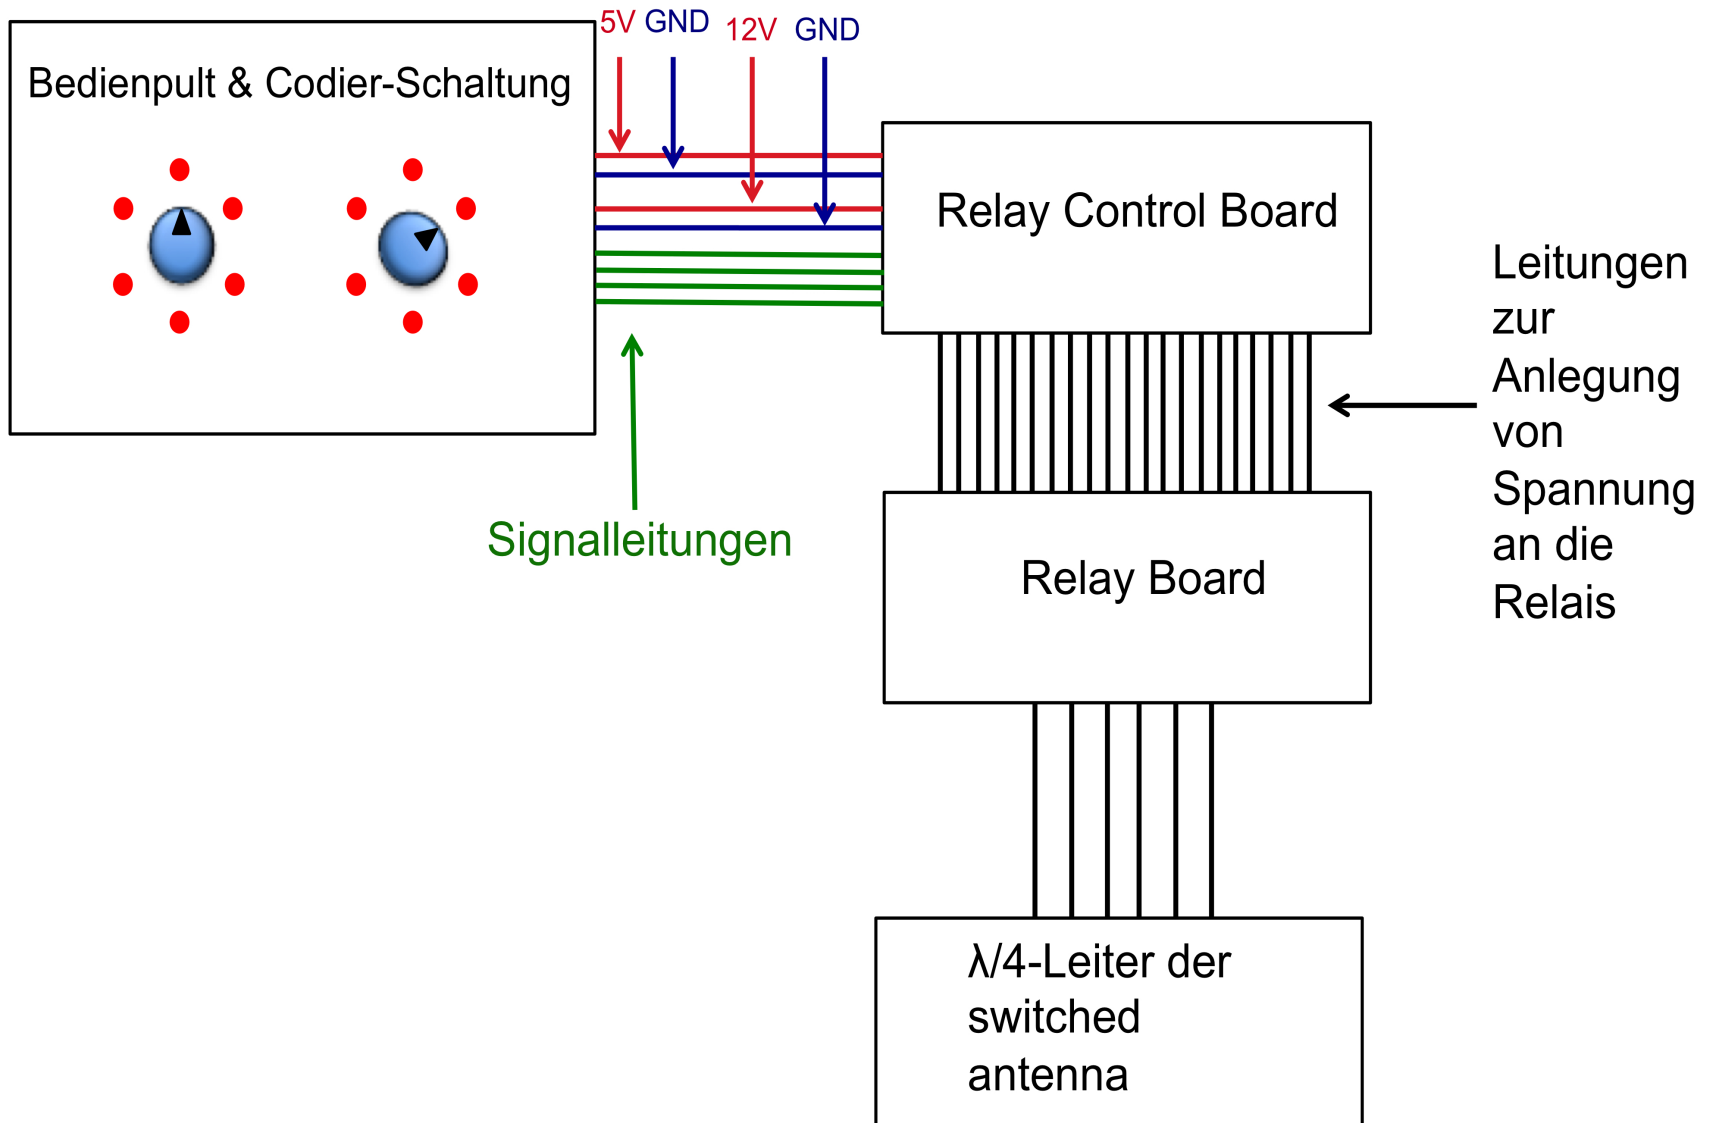 Bedienpult & Codier-Schaltung
5V GND 12V GND
Relay Control Board
Leitungen
zur
Anlegung
von
Spannung
an die
Relais
Signalleitungen
Relay Board
λ/4-Leiter der
switched
antenna